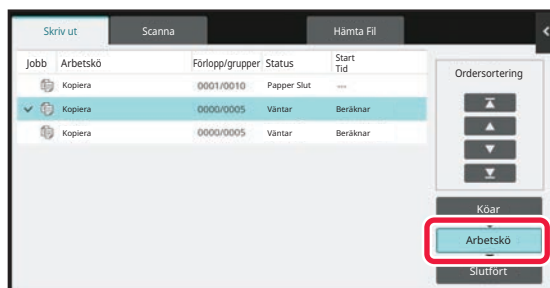 Skriv ut Scanna Hämta Fil
Jobb Arbetskö Förlopp/grupper Status Start Tid
Kopiera 0001/0010 Papper Slut ---
Kopiera 0000/0005 Väntar Beräknar
Kopiera 0000/0005 Väntar Beräknar
Ordersortering
Köar
Arbetskö
Slutfört